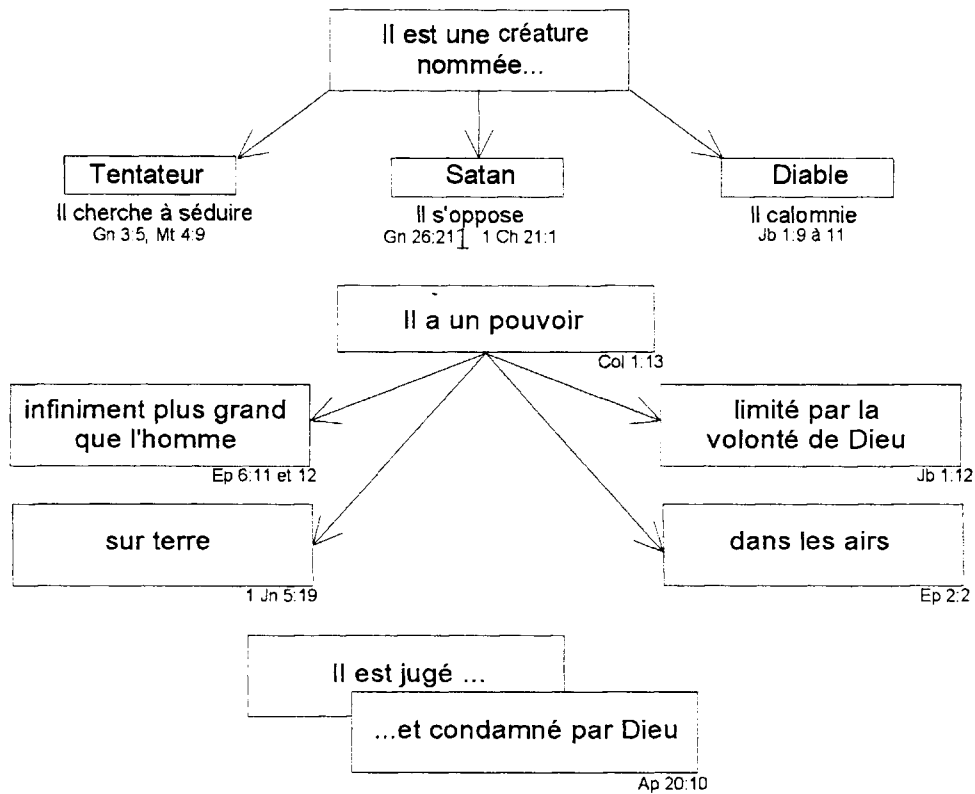 Il est une créature
nommée...
Tentateur
Satan
Diable
Il cherche à séduire
Il s'oppose
Il calomnie
Gn 3:5, Mt 4:9
Gn 26:21 1 Ch 21:1
Jb 1:9 à 11
Il a un pouvoir
Col 1:13
infiniment plus grand
que l'homme
limité par la
volonté de Dieu
Ep 6:11 et 12
Jb 1:12
sur terre
dans les airs
1 Jn 5:19
Ep 2:2
Il est jugé ...
...et condamné par Dieu
Ap 20:10